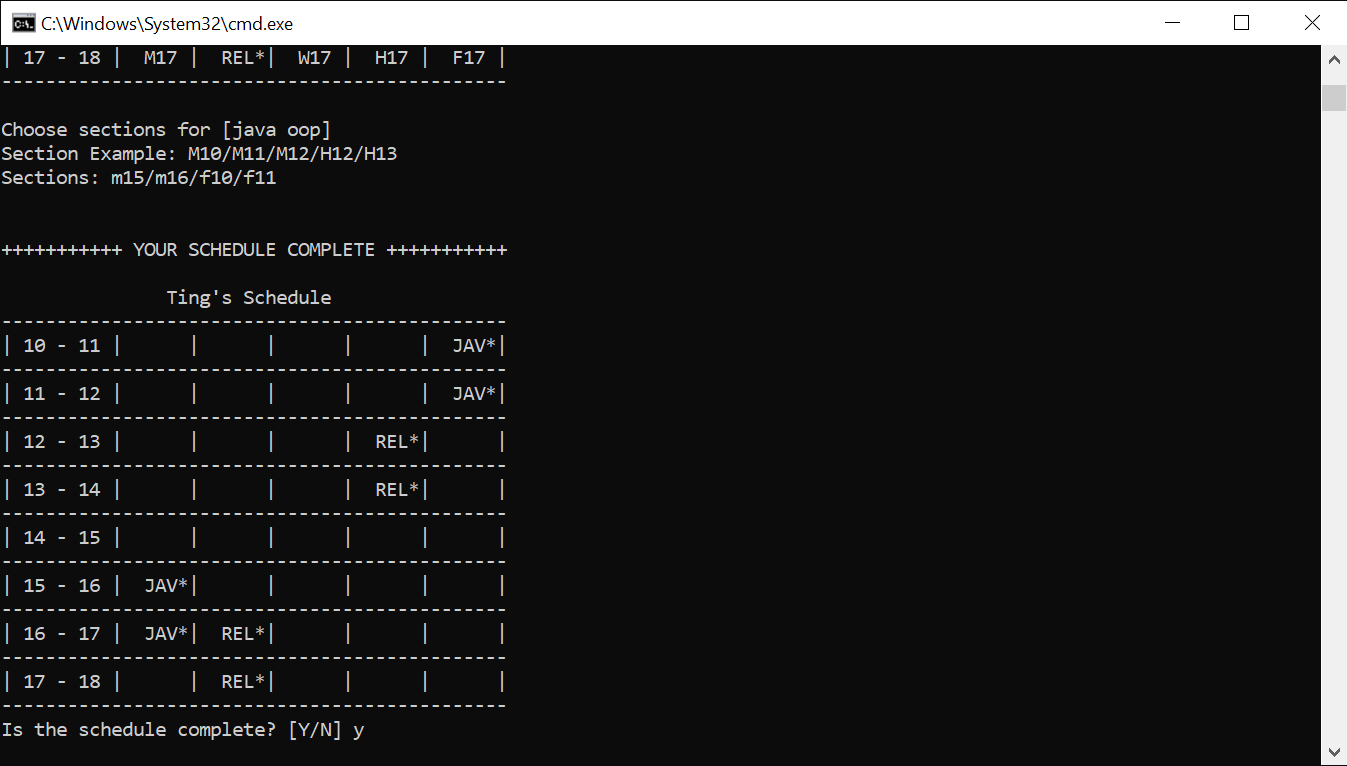 C:\Windows\System32\cmd.exe
| 17 - 18 |  M17 |  REL*|  W17 |  H17 |  F17 |
----------------------------------------------
Choose sections for [java oop]
Section Example: M10/M11/M12/H12/H13
Sections: m15/m16/f10/f11
+++++++++++ YOUR SCHEDULE COMPLETE +++++++++++
               Ting's Schedule
----------------------------------------------
| 10 - 11 |      |      |      |      |  JAV*|
----------------------------------------------
| 11 - 12 |      |      |      |      |  JAV*|
----------------------------------------------
| 12 - 13 |      |      |      |  REL*|      |
----------------------------------------------
| 13 - 14 |      |      |      |  REL*|      |
----------------------------------------------
| 14 - 15 |      |      |      |      |      |
----------------------------------------------
| 15 - 16 |  JAV*|      |      |      |      |
----------------------------------------------
| 16 - 17 |  JAV*|  REL*|      |      |      |
----------------------------------------------
| 17 - 18 |      |  REL*|      |      |      |
----------------------------------------------
Is the schedule complete? [Y/N] y